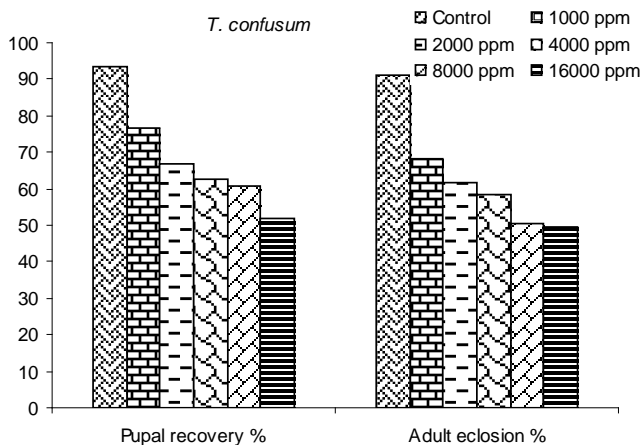 T. confusum
Control
1000 ppm
2000 ppm
4000 ppm
8000 ppm
16000 ppm
100
90
80
70
60
50
40
30
20
10
0
Pupal recovery %
Adult eclosion %